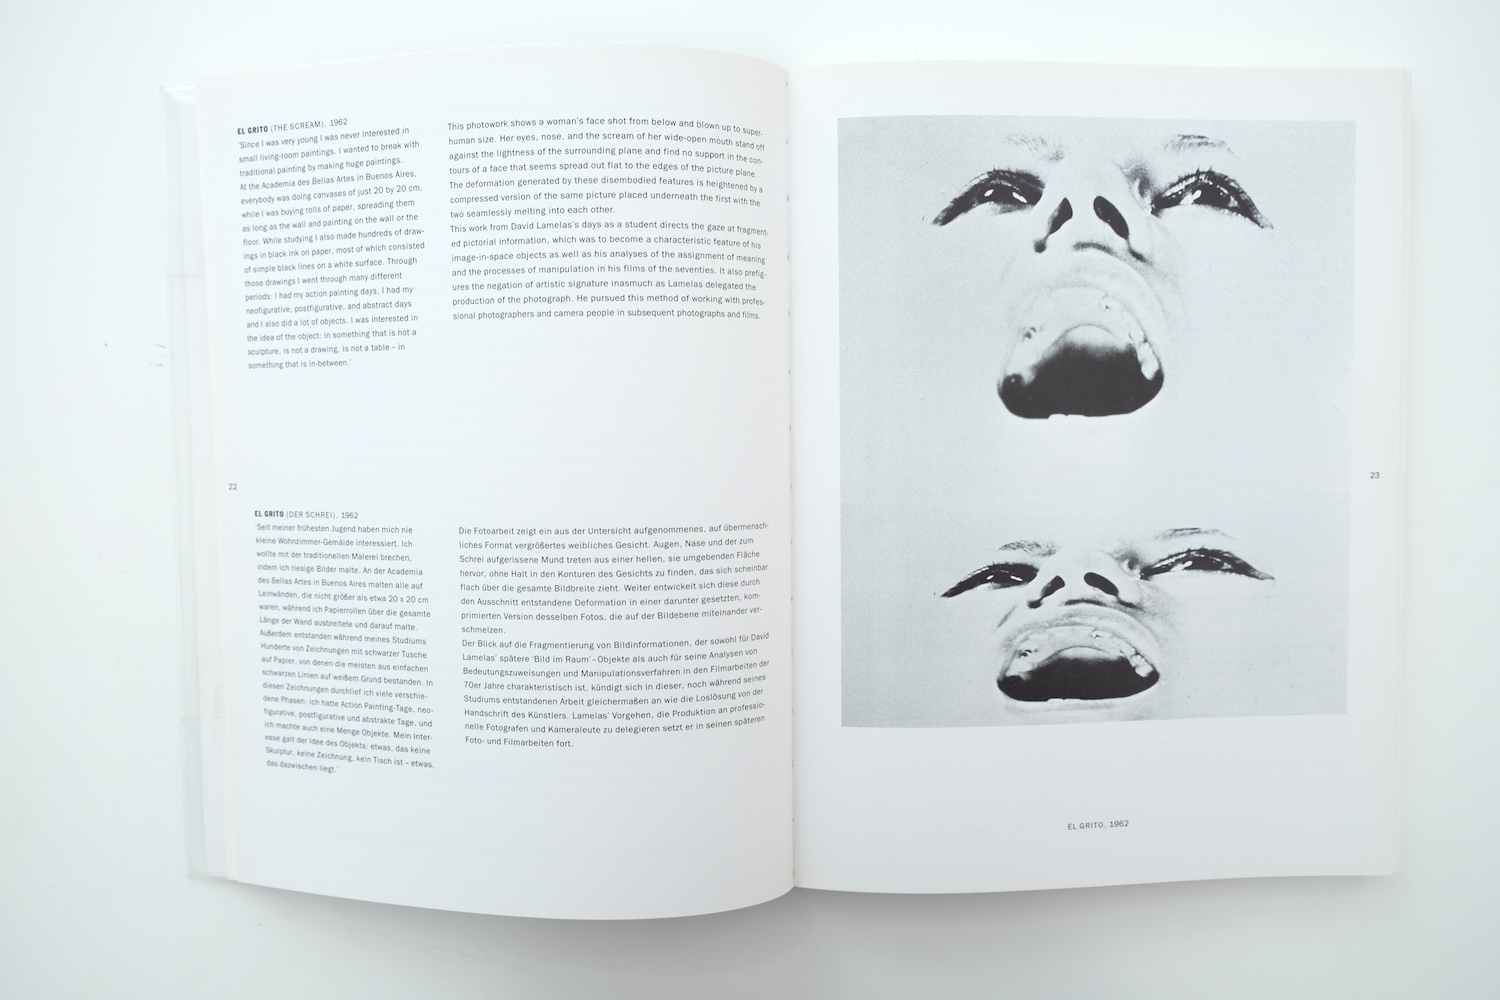 EL GRITO (THE SCREAM), 1962
'Since I was very young I was never interested in
small living-room paintings. I wanted to break with
traditional painting by making huge paintings.
At the Academia des Bellas Artes in Buenos Aires,
everybody was doing canvases of just 20 by 20 cm,
while I was buying rolls of paper, spreading them
as long as the wall and painting on the wall or the
floor. While studying I also made hundreds of draw-
ings in black ink on paper, most of which consisted
of simple black lines on a white surface. Through
those drawings I went through many different
periods: I had my action painting days, I had my
neofigurative, postfigurative, and abstract days
and I also did a lot of objects. I was interested in
the idea of the object: in something that is not a
sculpture, is not a drawing, is not a table – in
something that is in-between.'
This photowork shows a woman's face shot from below and blown up to super-
human size. Her eyes, nose, and the scream of her wide-open mouth stand off
against the lightness of the surrounding plane and find no support in the con-
tours of a face that seems spread out flat to the edges of the picture plane.
The deformation generated by these disembodied features is heightened by a
compressed version of the same picture placed underneath the first with the
two seamlessly melting into each other.
This work from David Lamelas's days as a student directs the gaze at fragment-
ed pictorial information, which was to become a characteristic feature of his
image-in-space objects as well as his analyses of the assignment of meaning
and the processes of manipulation in his films of the seventies. It also prefig-
ures the negation of artistic signature inasmuch as Lamelas delegated the
production of the photograph. He pursued this method of working with profes-
sional photographers and camera people in subsequent photographs and films.
22
EL GRITO (DER SCHREI), 1962
'Seit meiner frühesten Jugend haben mich nie
kleine Wohnzimmer-Gemälde interessiert. Ich
wollte mit der traditionellen Malerei brechen,
indem ich riesige Bilder malte. An der Academia
des Bellas Artes in Buenos Aires malten alle auf
Leinwänden, die nicht größer als etwa 20 x 20 cm
waren, während ich Papierrollen über die gesamte
Länge der Wand ausbreitete und darauf malte.
Außerdem entstanden während meines Studiums
Hunderte von Zeichnungen mit schwarzer Tusche
auf Papier, von denen die meisten aus einfachen
schwarzen Linien auf weißem Grund bestanden. In
diesen Zeichnungen durchlief ich viele verschie-
dene Phasen: ich hatte Action Painting-Tage, neo-
figurative, postfigurative und abstrakte Tage, und
ich machte auch eine Menge Objekte. Mein Inter-
esse galt der Idee des Objekts: etwas, das keine
Skulptur, keine Zeichnung, kein Tisch ist – etwas,
das dazwischen liegt.'
Die Fotoarbeit zeigt ein aus der Untersicht aufgenommenes, auf übermensch-
liches Format vergrößertes weibliches Gesicht. Augen, Nase und der zum
Schrei aufgerissene Mund treten aus einer hellen, sie umgebenden Fläche
hervor, ohne Halt in den Konturen des Gesichts zu finden, das sich scheinbar
flach über die gesamte Bildbreite zieht. Weiter entwickelt sich diese durch
den Ausschnitt entstandene Deformation in einer darunter gesetzten, kom-
primierten Version desselben Fotos, die auf der Bildebene miteinander ver-
schmelzen.
Der Blick auf die Fragmentierung von Bildinformationen, der sowohl für David
Lamelas' spätere 'Bild im Raum'-Objekte als auch für seine Analysen von
Bedeutungszuweisungen und Manipulationsverfahren in den Filmarbeiten der
70er Jahre charakteristisch ist, kündigt sich in dieser, noch während seines
Studiums entstandenen Arbeit gleichermaßen an wie die Loslösung von der
Handschrift des Künstlers. Lamelas' Vorgehen, die Produktion an professio-
nelle Fotografen und Kameraleute zu delegieren setzt er in seinen späteren
Foto- und Filmarbeiten fort.
23
EL GRITO, 1962